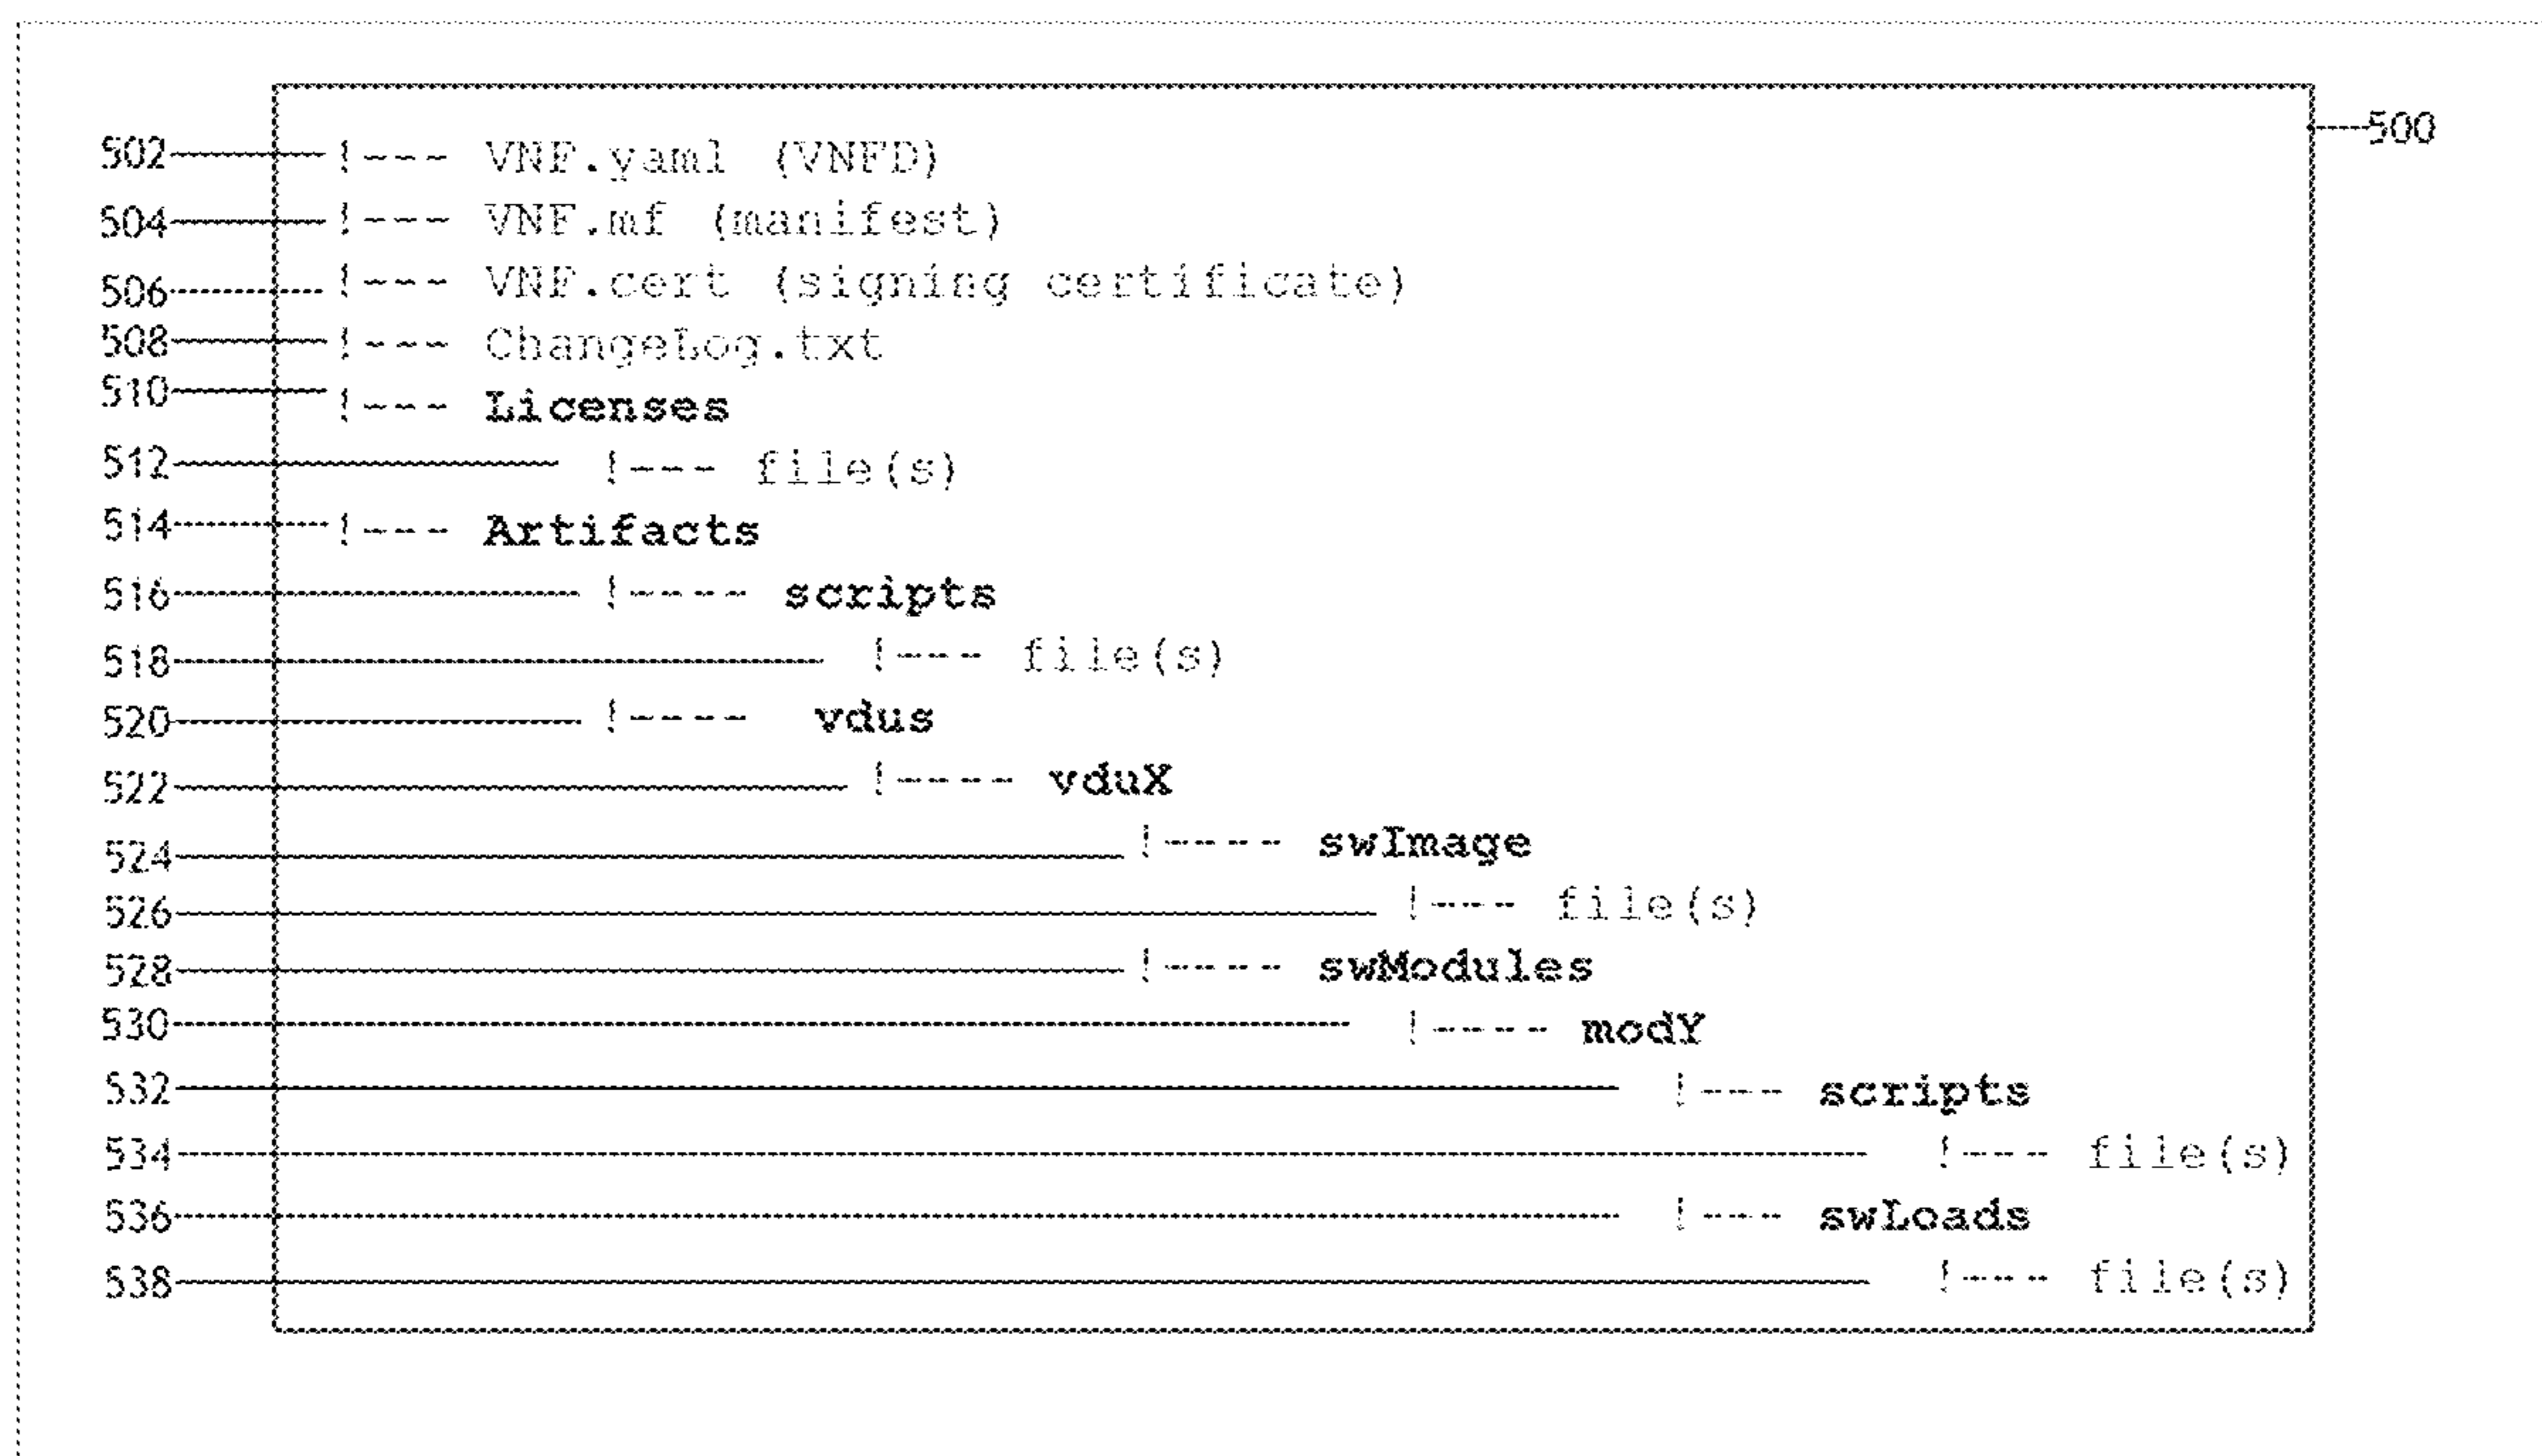 500
502 !--- VNF.yaml (VNFD)
504 !--- VNF.mf (manifest)
506 !--- VNF.cert (signing certificate)
508 !--- ChangeLog.txt
510 !--- Licenses
512 !--- file(s)
514 !--- Artifacts
516 !---- scripts
518 !--- file(s)
520 !---- vdus
522 !---- vduX
524 !---- swImage
526 !--- file(s)
528 !---- swModules
530 !---- modY
532 !--- scripts
534 !--- file(s)
536 !--- swLoads
538 !--- file(s)